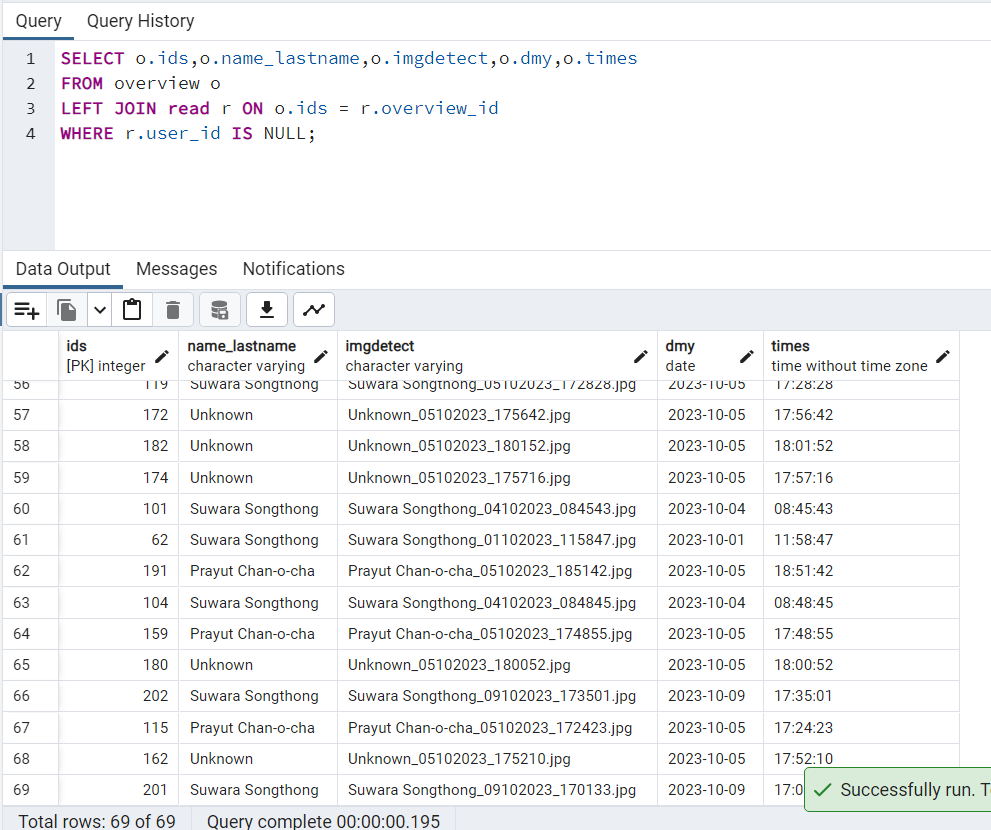 Query Query History
1 SELECT o.ids,o.name_lastname,o.imgdetect,o.dmy,o.times
2 FROM overview o
3 LEFT JOIN read r ON o.ids = r.overview_id
4 WHERE r.user_id IS NULL;
Data Output Messages Notifications
ids name_lastname imgdetect dmy times
[PK] integer character varying character varying date time without time zone
56 119 Suwara Songthong Suwara Songthong_05102023_172828.jpg 2023-10-05 17:28:28
57 172 Unknown Unknown_05102023_175642.jpg 2023-10-05 17:56:42
58 182 Unknown Unknown_05102023_180152.jpg 2023-10-05 18:01:52
59 174 Unknown Unknown_05102023_175716.jpg 2023-10-05 17:57:16
60 101 Suwara Songthong Suwara Songthong_04102023_084543.jpg 2023-10-04 08:45:43
61 62 Suwara Songthong Suwara Songthong_01102023_115847.jpg 2023-10-01 11:58:47
62 191 Prayut Chan-o-cha Prayut Chan-o-cha_05102023_185142.jpg 2023-10-05 18:51:42
63 104 Suwara Songthong Suwara Songthong_04102023_084845.jpg 2023-10-04 08:48:45
64 159 Prayut Chan-o-cha Prayut Chan-o-cha_05102023_174855.jpg 2023-10-05 17:48:55
65 180 Unknown Unknown_05102023_180052.jpg 2023-10-05 18:00:52
66 202 Suwara Songthong Suwara Songthong_09102023_173501.jpg 2023-10-09 17:35:01
67 115 Prayut Chan-o-cha Prayut Chan-o-cha_05102023_172423.jpg 2023-10-05 17:24:23
68 162 Unknown Unknown_05102023_175210.jpg 2023-10-05 17:52:10
69 201 Suwara Songthong Suwara Songthong_09102023_170133.jpg 2023-10-09 17:0
Successfully run. T
Total rows: 69 of 69 Query complete 00:00:00.195